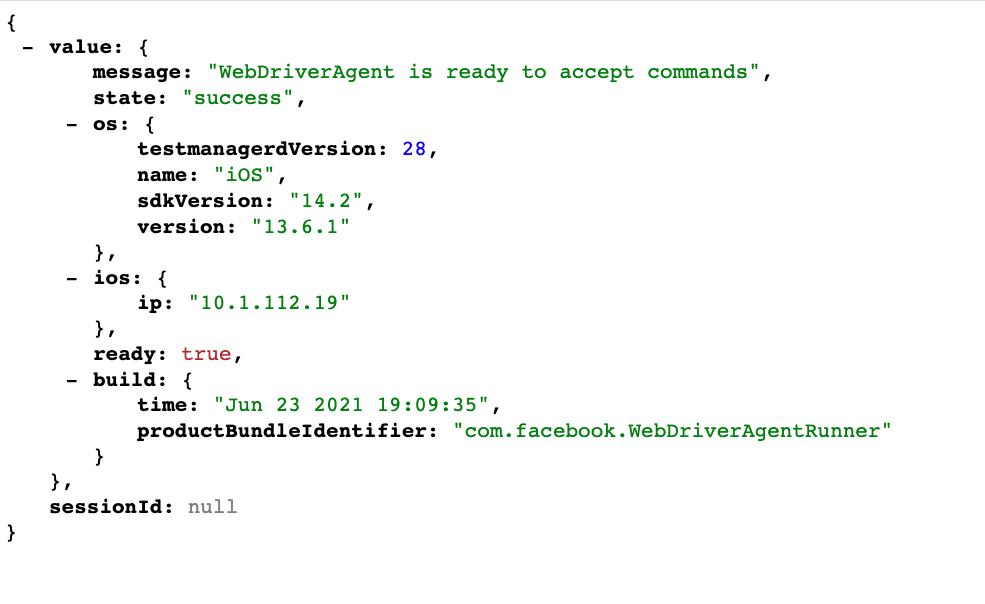 {
- value: {
message: "WebDriverAgent is ready to accept commands",
state: "success",
- os: {
testmanagerdVersion: 28,
name: "iOS",
sdkVersion: "14.2",
version: "13.6.1"
},
- ios: {
ip: "10.1.112.19"
},
ready: true,
- build: {
time: "Jun 23 2021 19:09:35",
productBundleIdentifier: "com.facebook.WebDriverAgentRunner"
}
},
sessionId: null
}